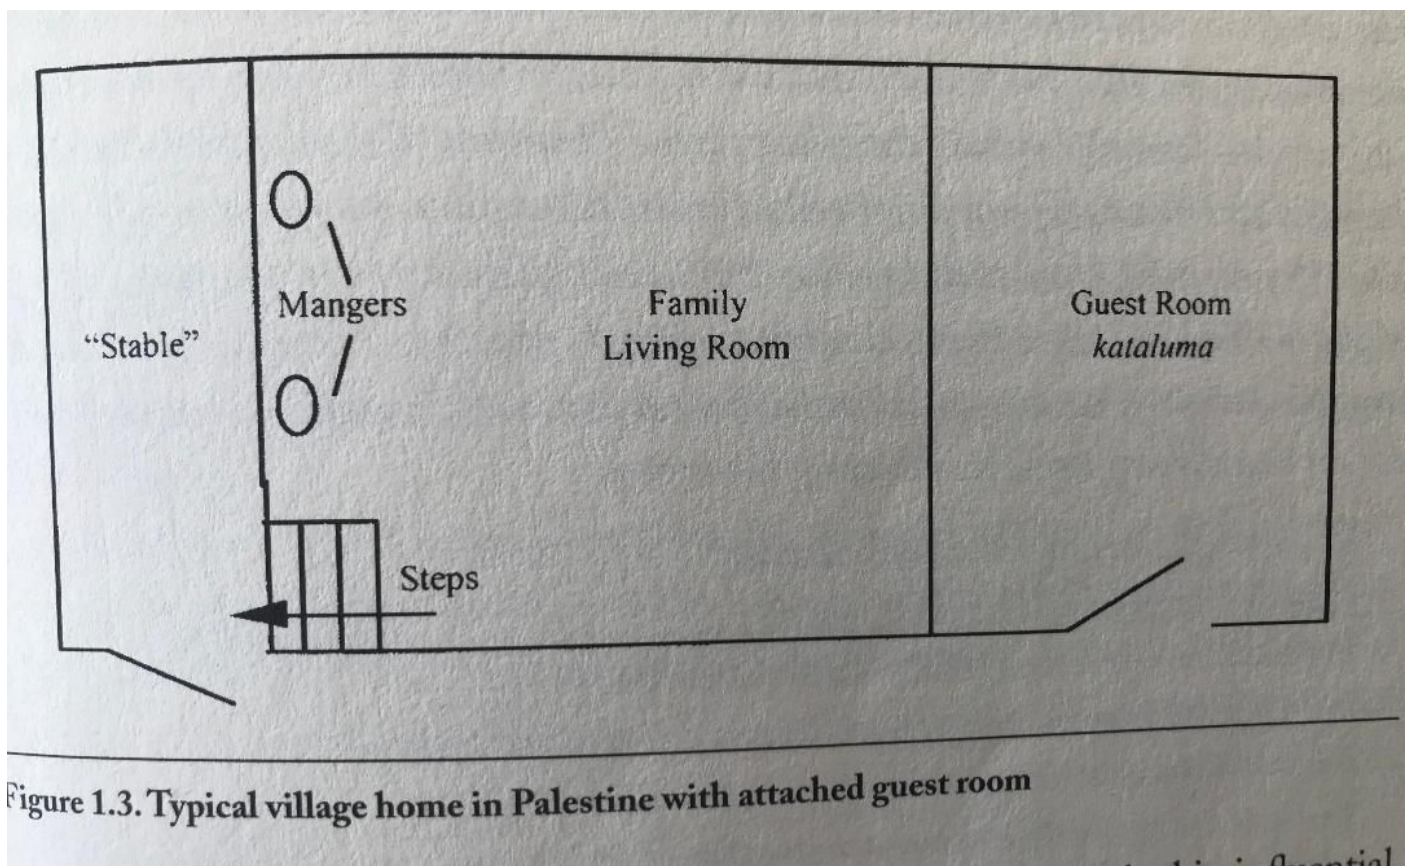 Mangers
"Stable"
Family
Living Room
Guest Room
kataluma
Steps
Figure 1.3. Typical village home in Palestine with attached guest room